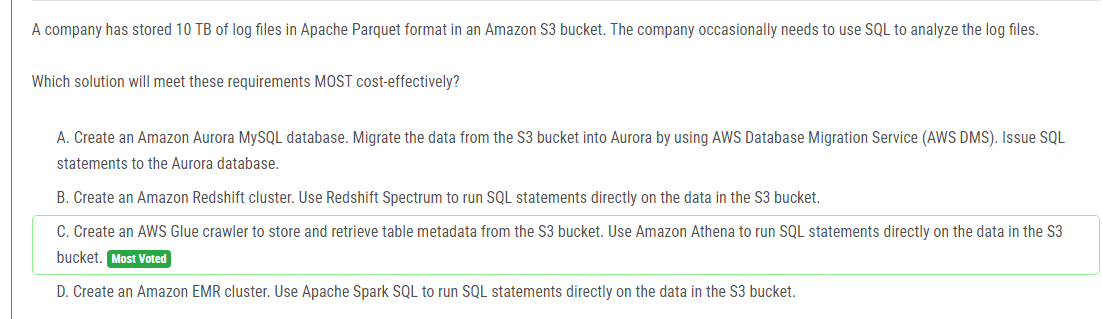 A company has stored 10 TB of log files in Apache Parquet format in an Amazon S3 bucket. The company occasionally needs to use SQL to analyze the log files.
Which solution will meet these requirements MOST cost-effectively?
A. Create an Amazon Aurora MySQL database. Migrate the data from the S3 bucket into Aurora by using AWS Database Migration Service (AWS DMS). Issue SQL
statements to the Aurora database.
B. Create an Amazon Redshift cluster. Use Redshift Spectrum to run SQL statements directly on the data in the S3 bucket.
C. Create an AWS Glue crawler to store and retrieve table metadata from the S3 bucket. Use Amazon Athena to run SQL statements directly on the data in the S3
bucket. Most Voted
D. Create an Amazon EMR cluster. Use Apache Spark SQL to run SQL statements directly on the data in the S3 bucket.